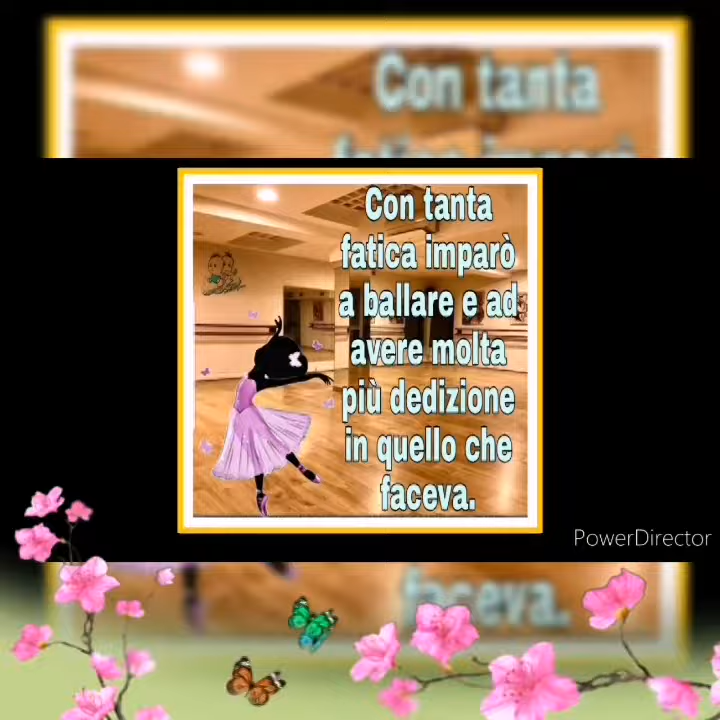 Con tanta
Con tanta
fatica imparò
a ballare e ad
avere molta
più dedizione
in quello che
faceva.
PowerDirector
faceva.